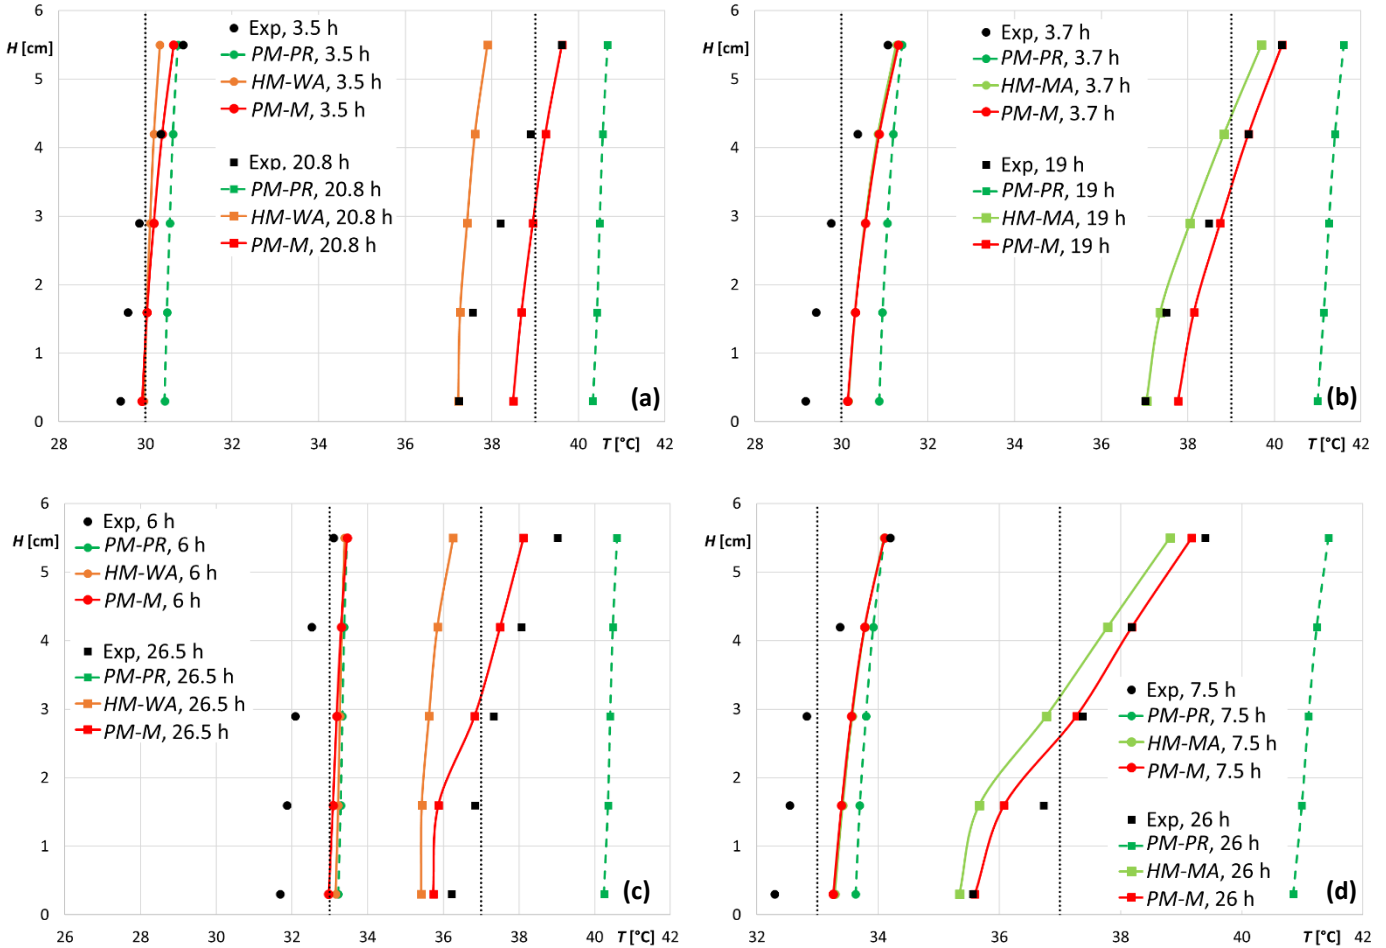 6
H [cm]
5
4
3
2
1
0
Exp, 3.5 h
PM-PR, 3.5 h
HM-WA, 3.5 h
PM-M, 3.5 h
Exp, 20.8 h
PM-PR, 20.8 h
HM-WA, 20.8 h
PM-M, 20.8 h
(a)
28 30 32 34 36 38 40 T [°C] 42
6
H [cm]
5
4
3
2
1
0
Exp, 3.7 h
PM-PR, 3.7 h
HM-MA, 3.7 h
PM-M, 3.7 h
Exp, 19 h
PM-PR, 19 h
HM-MA, 19 h
PM-M, 19 h
(b)
28 30 32 34 36 38 40 T [°C] 42
6
H [cm]
5
4
3
2
1
0
Exp, 6 h
PM-PR, 6 h
HM-WA, 6 h
PM-M, 6 h
Exp, 26.5 h
PM-PR, 26.5 h
HM-WA, 26.5 h
PM-M, 26.5 h
(c)
26 28 30 32 34 36 38 40 T [°C] 42
6
H [cm]
5
4
3
2
1
0
Exp, 7.5 h
PM-PR, 7.5 h
HM-MA, 7.5 h
PM-M, 7.5 h
Exp, 26 h
PM-PR, 26 h
HM-MA, 26 h
PM-M, 26 h
(d)
32 34 36 38 40 T [°C] 42